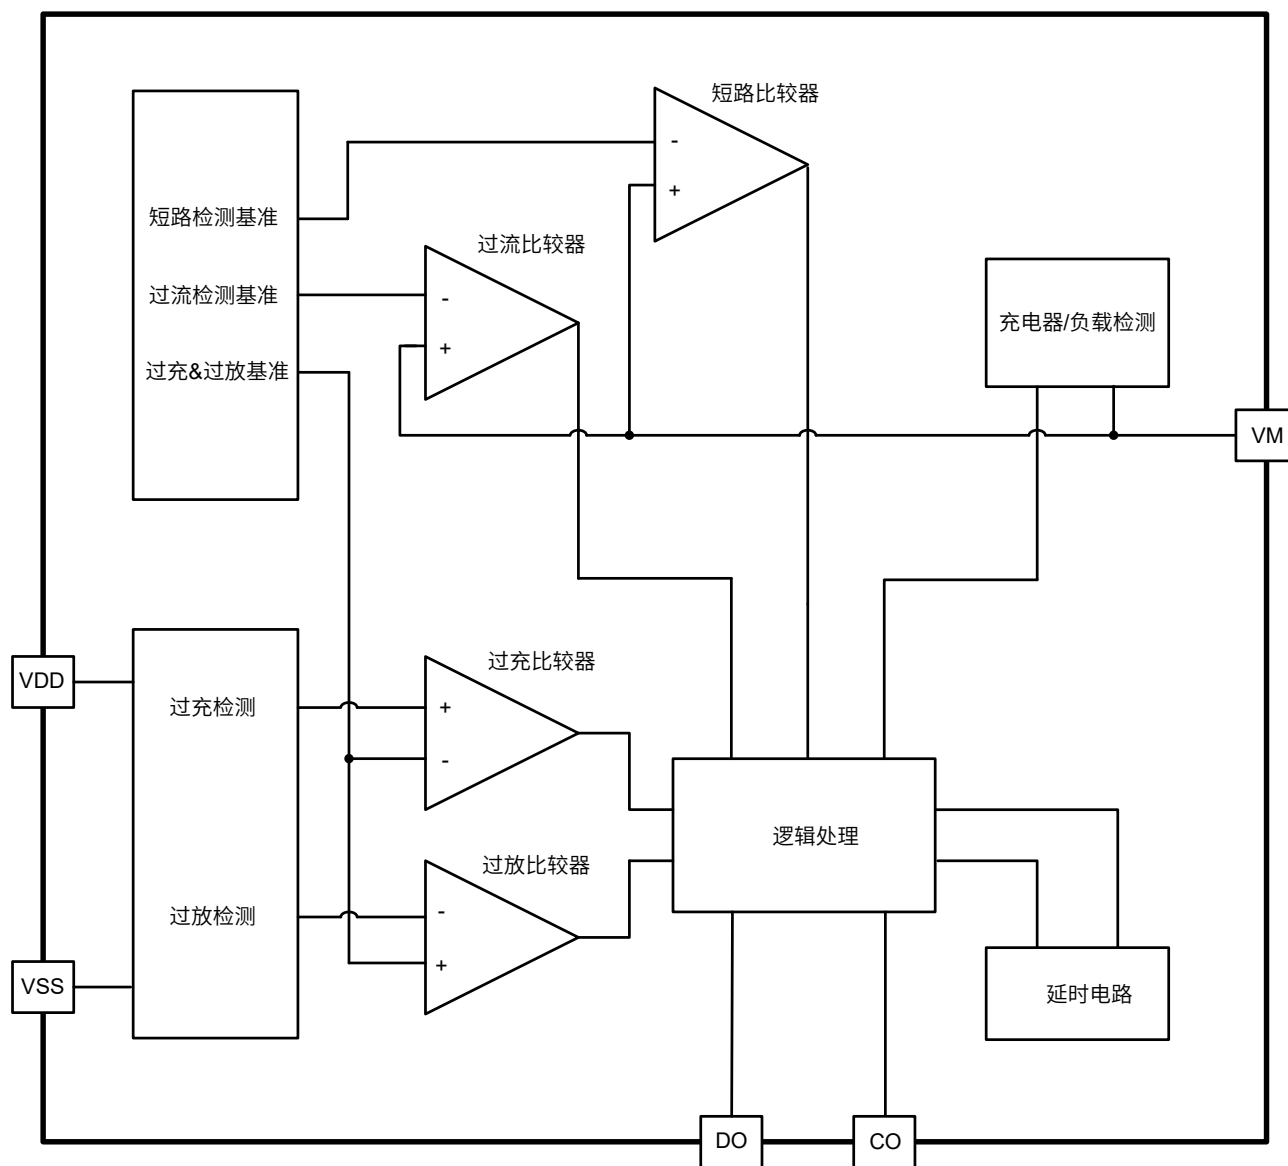 短路比较器
-
+
短路检测基准
过流比较器
过流检测基准
-
+
过充&过放基准
充电器/负载检测
VM
VDD
过充检测
过充比较器
+
-
逻辑处理
过放比较器
过放检测
-
+
VSS
延时电路
DO
CO